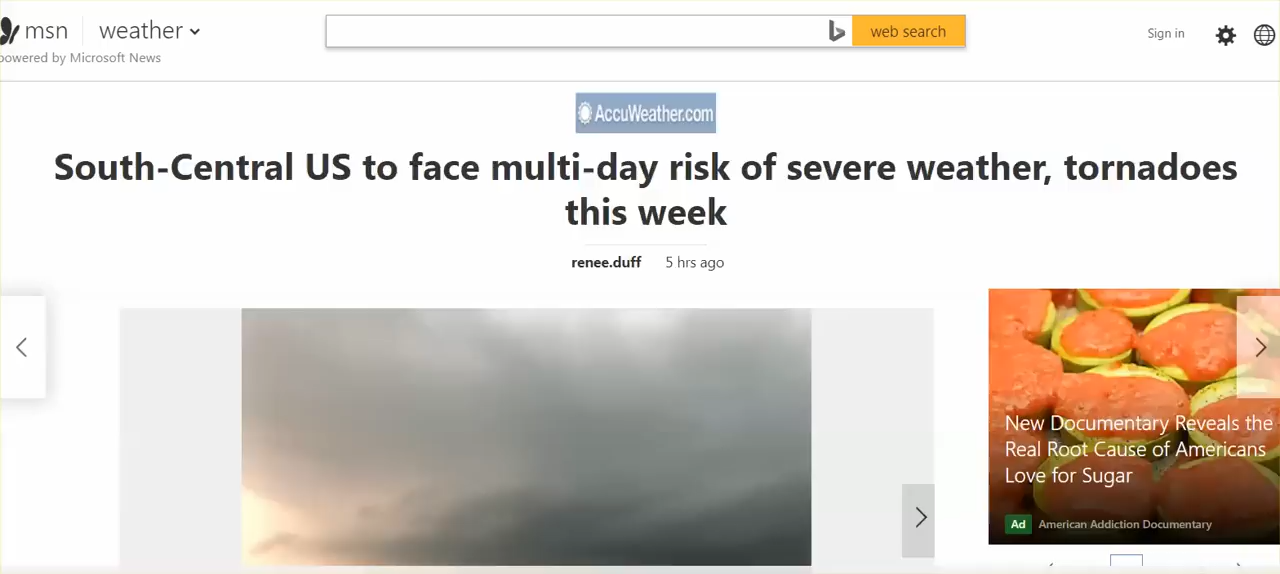 msn weather
powered by Microsoft News
web search
Sign in
AccuWeather.com
South-Central US to face multi-day risk of severe weather, tornadoes
this week
renee.duff 5 hrs ago
New Documentary Reveals the
Real Root Cause of Americans
Love for Sugar
Ad American Addiction Documentary